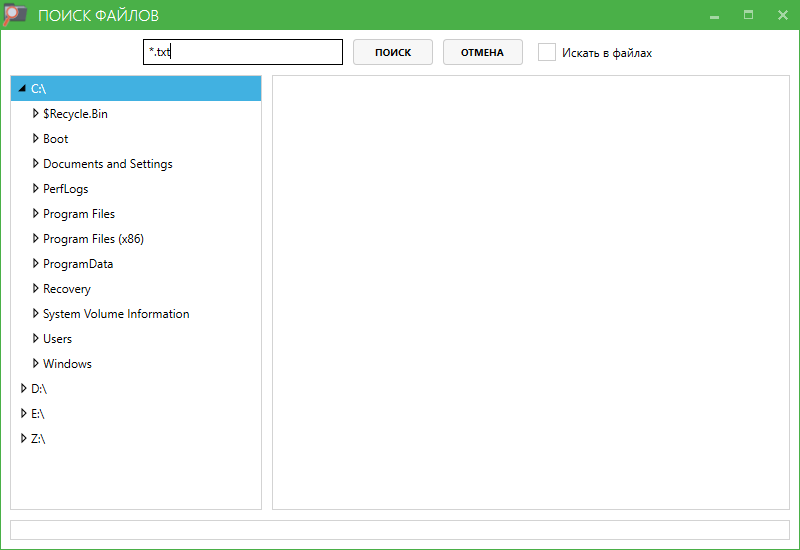 ПОИСК ФАЙЛОВ
*.txt
ПОИСК
ОТМЕНА
Искать в файлах
C:\
$Recycle.Bin
Boot
Documents and Settings
PerfLogs
Program Files
Program Files (x86)
ProgramData
Recovery
System Volume Information
Users
Windows
D:\
E:\
Z:\